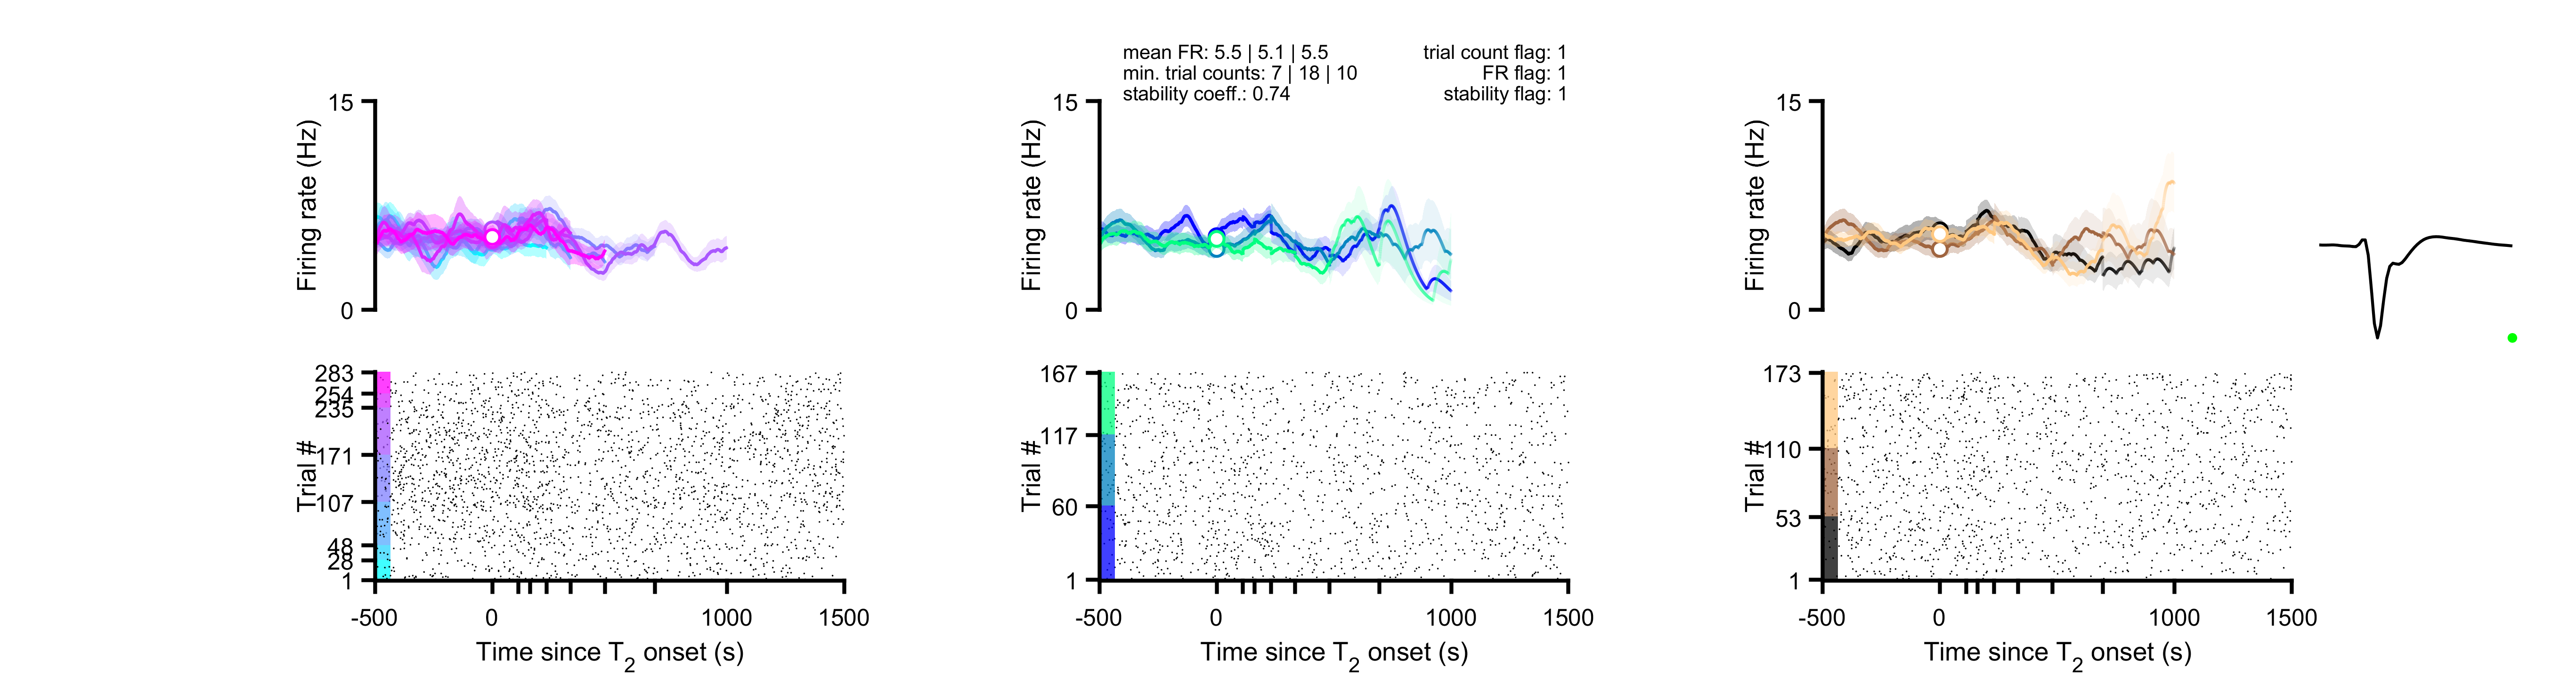 mean FR: 5.5 | 5.1 | 5.5
min. trial counts: 7 | 18 | 10
stability coeff.: 0.74
trial count flag: 1
FR flag: 1
stability flag: 1
Firing rate (Hz)
15
0
Firing rate (Hz)
15
0
Firing rate (Hz)
15
0
Trial #
283
254
235
171
107
48
28
1
-500
0
1000
1500
Time since T2 onset (s)
Trial #
167
117
60
1
-500
0
1000
1500
Time since T2 onset (s)
Trial #
173
110
53
1
-500
0
1000
1500
Time since T2 onset (s)